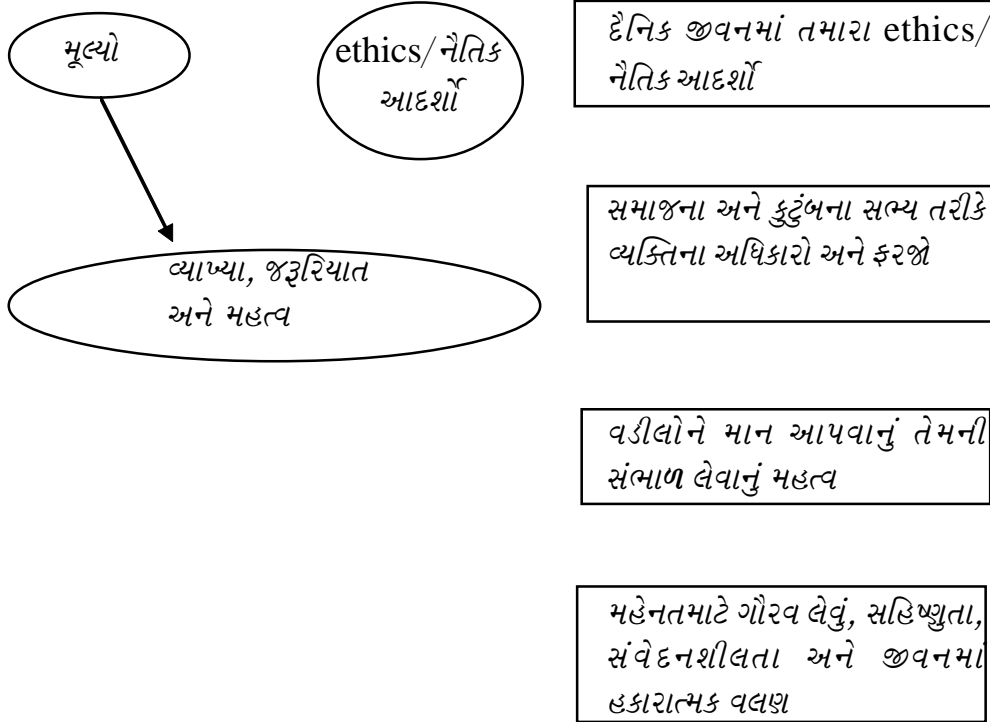 મૂલ્યો
ethics/નૈતિક
આદર્શો
વ્યાખ્યા, જરૂરિયાત
અને મહત્વ
દૈનિક જીવનમાં તમારા ethics/
નૈતિક આદર્શો
સમાજના અને કુટુંબના સભ્ય તરીકે
વ્યક્તિના અધિકારો અને ફરજો
વડીલોને માન આપવાનું તેમની
સંભાળ લેવાનું મહત્વ
મહેનતમાટે ગૌરવ લેવું, સહિષ્ણુતા,
સંવેદનશીલતા અને જીવનમાં
હકારાત્મક વલણ